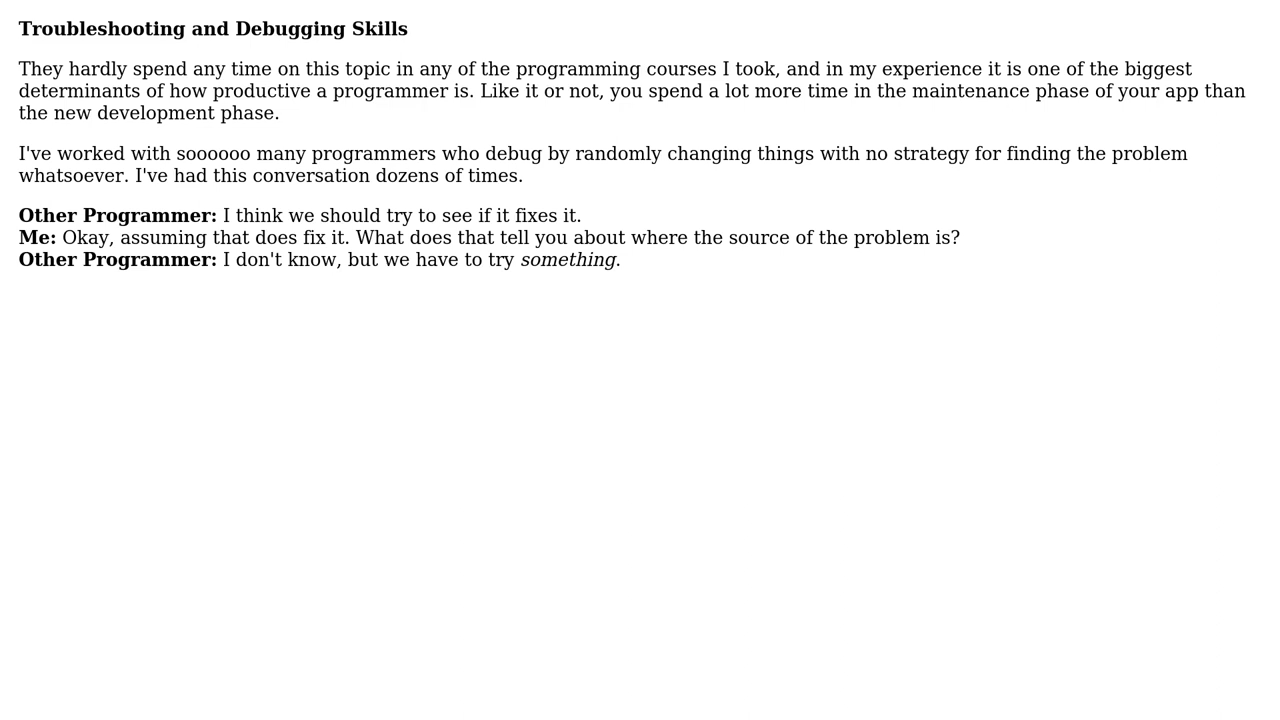 Troubleshooting and Debugging Skills
They hardly spend any time on this topic in any of the programming courses I took, and in my experience it is one of the biggest
determinants of how productive a programmer is. Like it or not, you spend a lot more time in the maintenance phase of your app than
the new development phase.
I've worked with soooooo many programmers who debug by randomly changing things with no strategy for finding the problem
whatsoever. I've had this conversation dozens of times.
Other Programmer: I think we should try to see if it fixes it.
Me: Okay, assuming that does fix it. What does that tell you about where the source of the problem is?
Other Programmer: I don't know, but we have to try something.